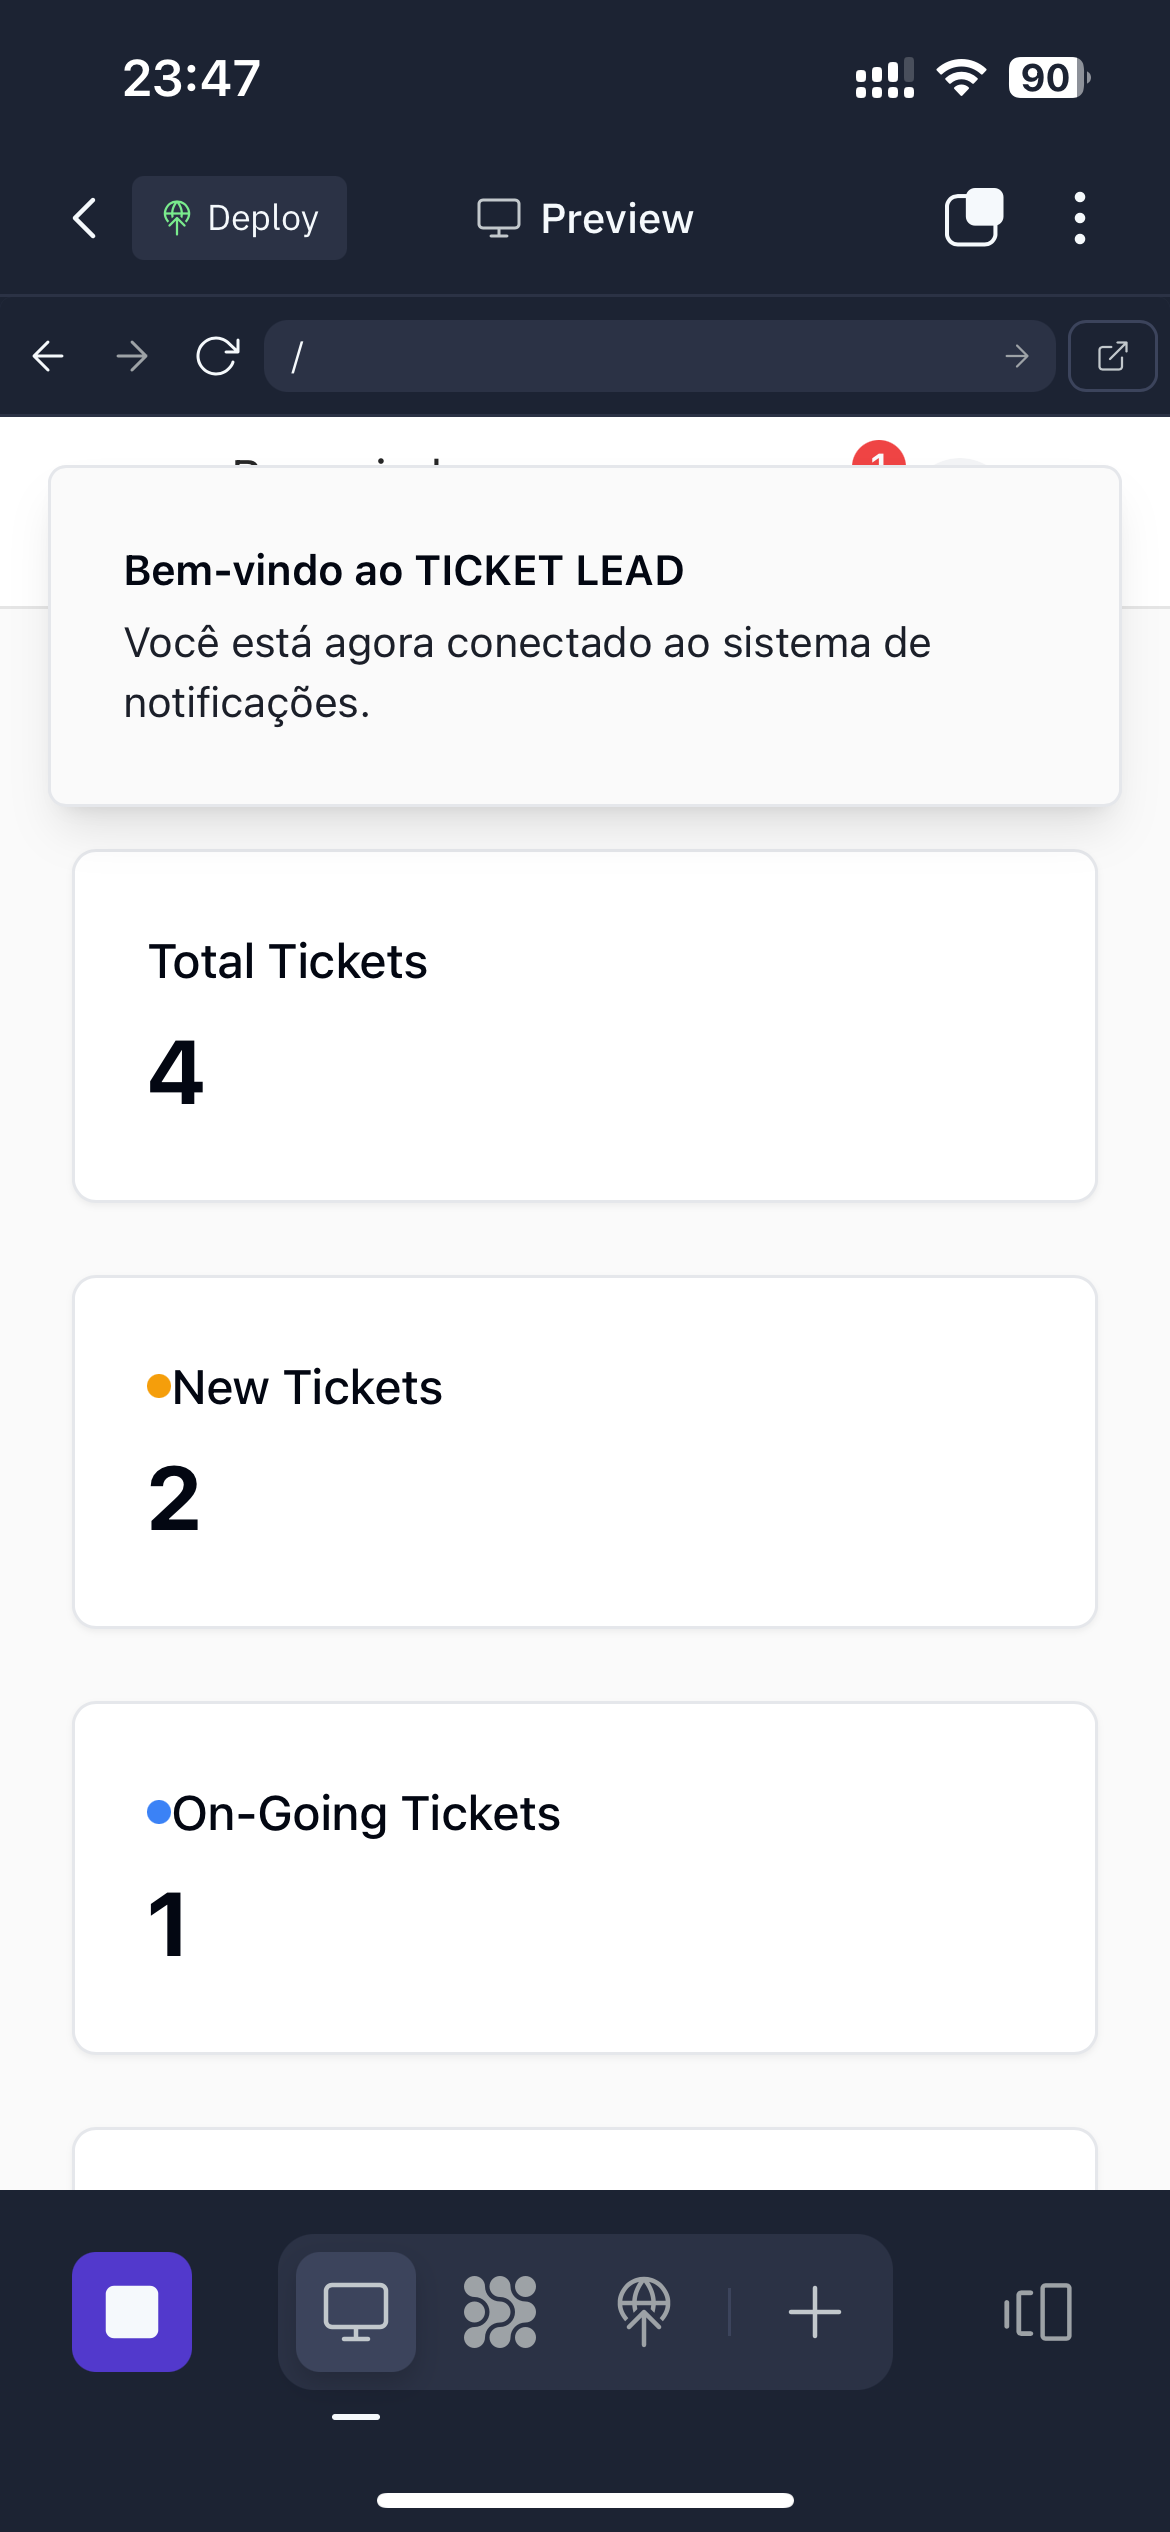 23:47
90
Deploy
Preview
/
1
Bem-vindo ao TICKET LEAD
Você está agora conectado ao sistema de
notificações.
Total Tickets
4
New Tickets
2
On-Going Tickets
1